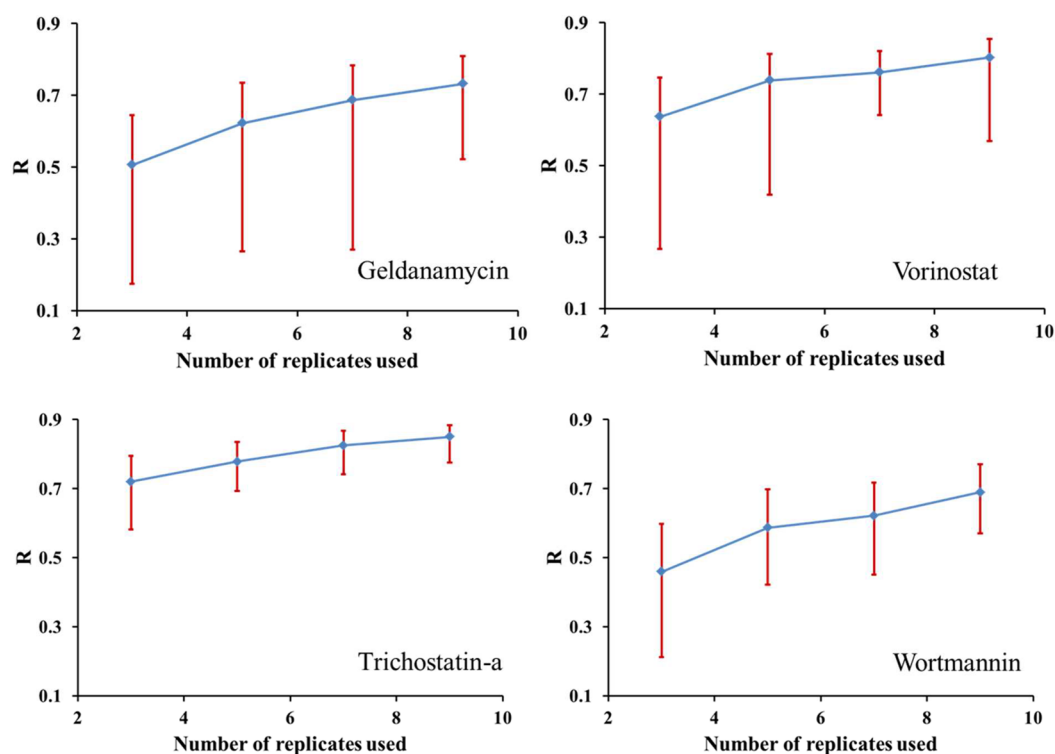 0.9
0.7
R
0.5
0.3
Geldanamycin
0.1
2 4 6 8 10
Number of replicates used
0.9
0.7
R
0.5
0.3
Vorinostat
0.1
2 4 6 8 10
Number of replicates used
0.9
0.7
R
0.5
0.3
Trichostatin-a
0.1
2 4 6 8 10
Number of replicates used
0.9
0.7
R
0.5
0.3
Wortmannin
0.1
2 4 6 8 10
Number of replicates used